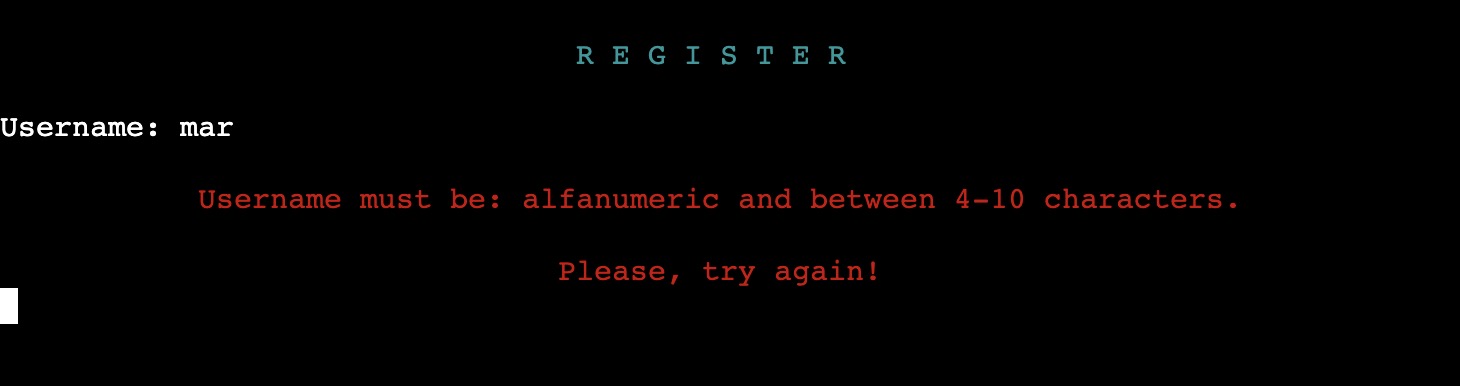 R E G I S T E R
Username: mar
Username must be: alfanumeric and between 4-10 characters.
Please, try again!